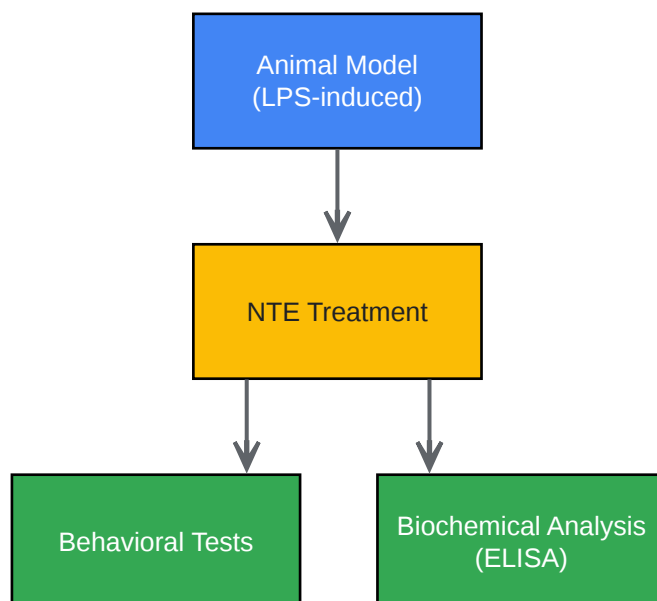 Animal Model
(LPS-induced)
NTE Treatment
Behavioral Tests
Biochemical Analysis
(ELISA)